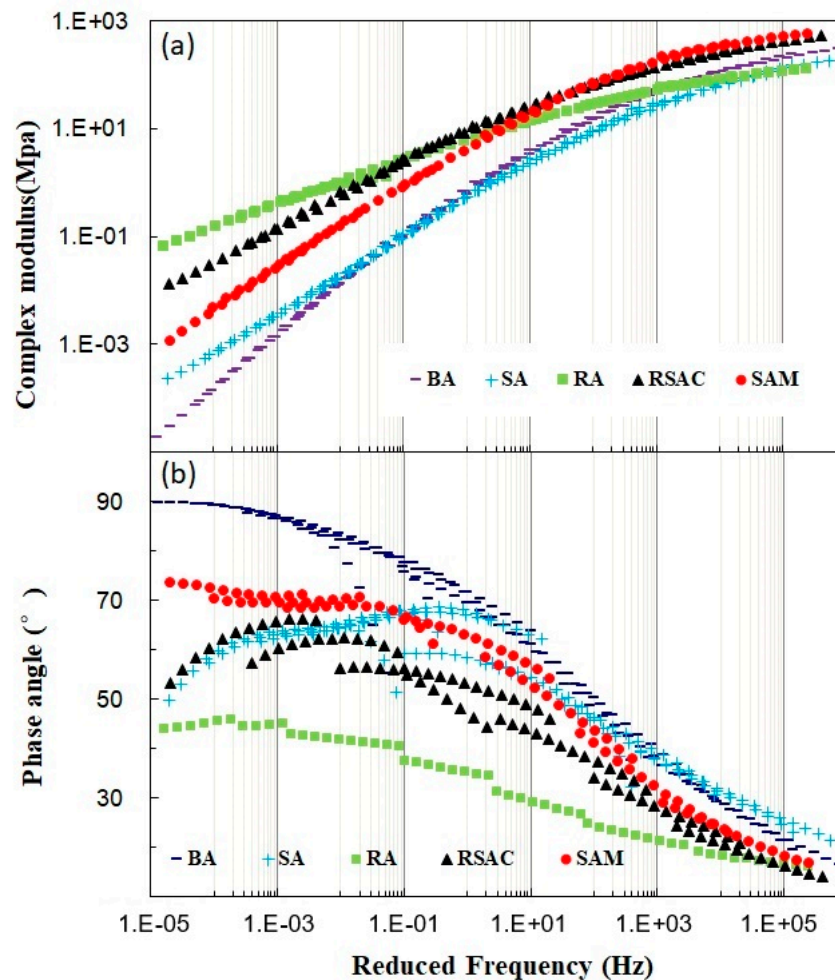 (a)
1.E+03
1.E+01
1.E-01
1.E-03
Complex modulus(Mpa)
BA SA RA RSAC SAM
(b)
90
70
50
30
Phase angle (°)
BA SA RA RSAC SAM
1.E-05 1.E-03 1.E-01 1.E+01 1.E+03 1.E+05
Reduced Frequency (Hz)